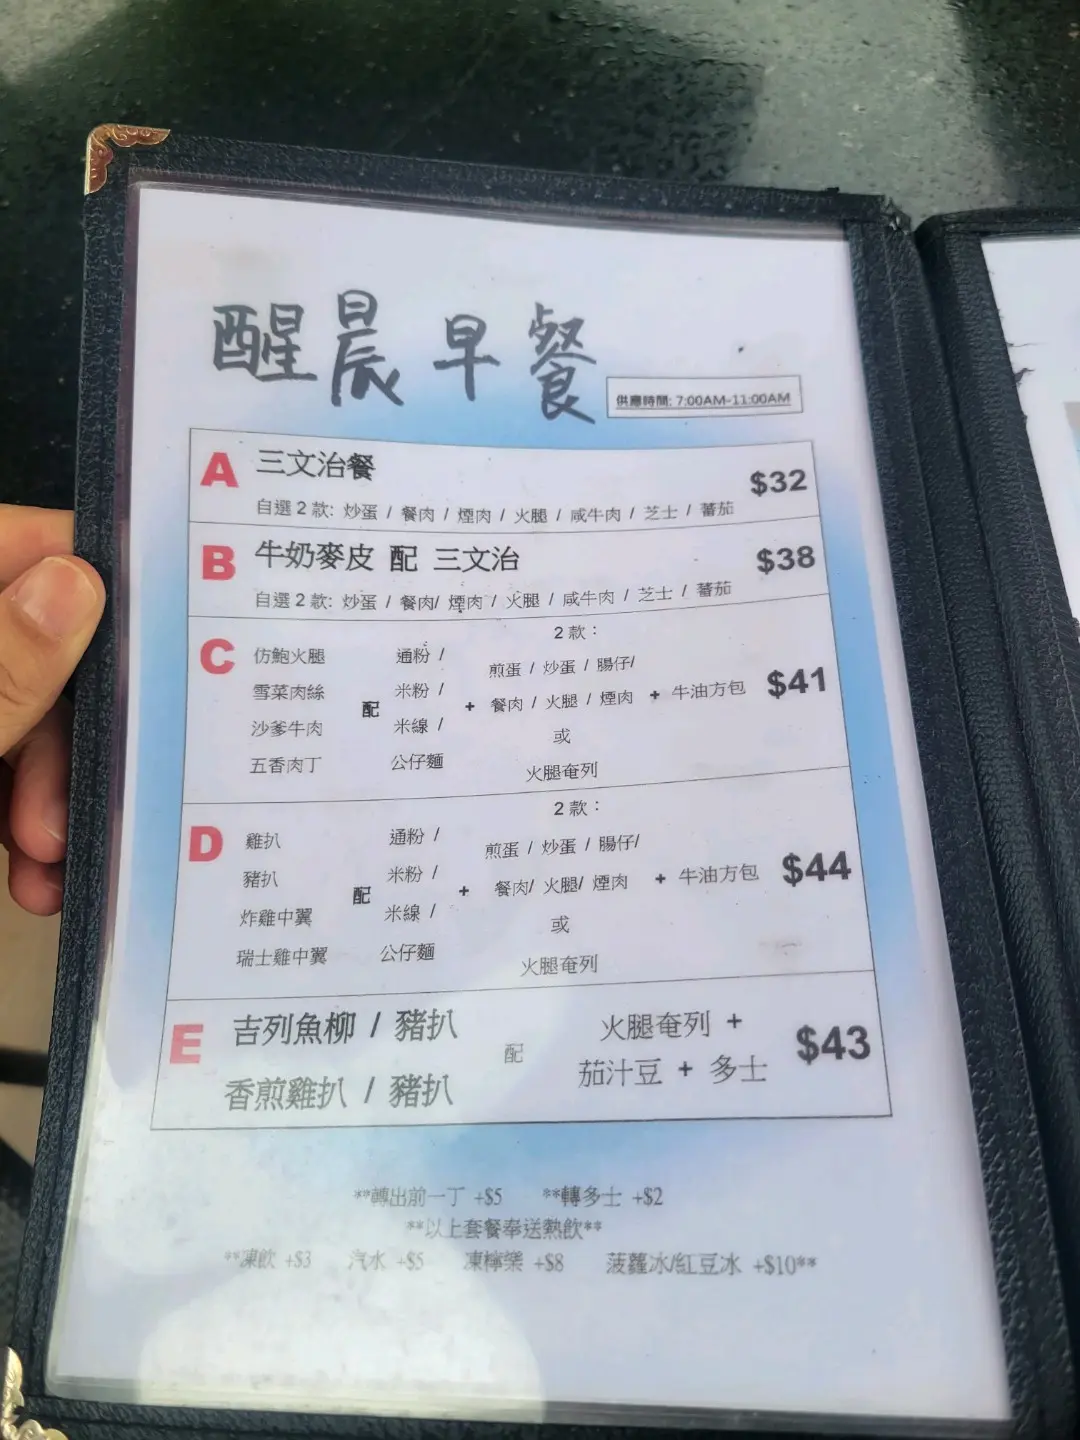 醒晨早餐
供應時間: 7:00AM-11:00AM
A 三文治餐 $32
自選2款: 炒蛋 / 餐肉 / 煙肉 / 火腿 / 咸牛肉 / 芝士 / 蕃茄
B 牛奶麥皮 配 三文治 $38
自選2款: 炒蛋 / 餐肉/ 煙肉 / 火腿 / 咸牛肉 / 芝士 / 蕃茄
C
仿鮑火腿
雪菜肉絲
沙爹牛肉
五香肉丁
配
通粉 /
米粉 /
米線 /
公仔麵
+
2款：
煎蛋 / 炒蛋 / 腸仔/
餐肉 / 火腿 / 煙肉
或
火腿奄列
+ 牛油方包
$41
D
雞扒
豬扒
炸雞中翼
瑞士雞中翼
配
通粉 /
米粉 /
米線 /
公仔麵
+
2款：
煎蛋 / 炒蛋 / 腸仔/
餐肉/ 火腿/ 煙肉
或
火腿奄列
+ 牛油方包
$44
E
吉列魚柳 / 豬扒
香煎雞扒 / 豬扒
配
火腿奄列 +
茄汁豆 + 多士
$43
**轉出前一丁 +$5 **轉多士 +$2
**以上套餐奉送熱飲**
**凍飲 +$3 汽水 +$5 凍檸樂 +$8 菠蘿冰/紅豆冰 +$10**